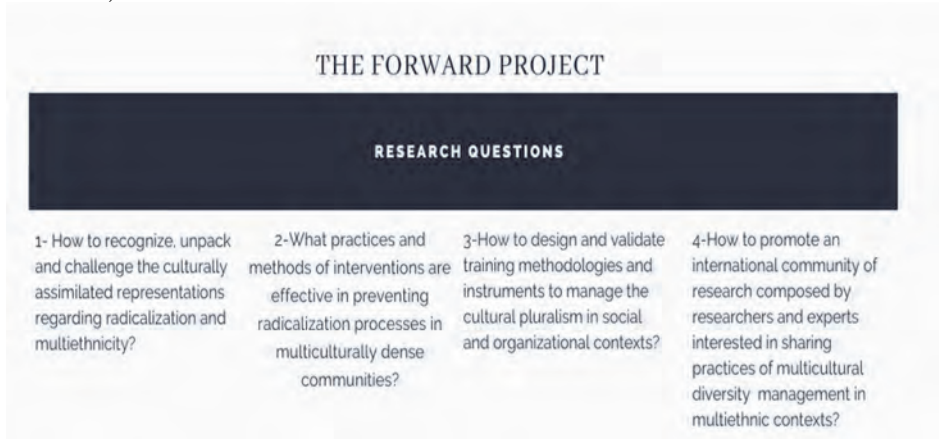 THE FORWARD PROJECT
RESEARCH QUESTIONS
1- How to recognize, unpack
and challenge the culturally
assimilated representations
regarding radicalization and
multiethnicity?
2-What practices and
methods of interventions are
effective in preventing
radicalization processes in
multiculturally dense
communities?
3-How to design and validate
training methodologies and
instruments to manage the
cultural pluralism in social
and organizational contexts?
4-How to promote an
international community of
research composed by
researchers and experts
interested in sharing
practices of multicultural
diversity management in
multiethnic contexts?